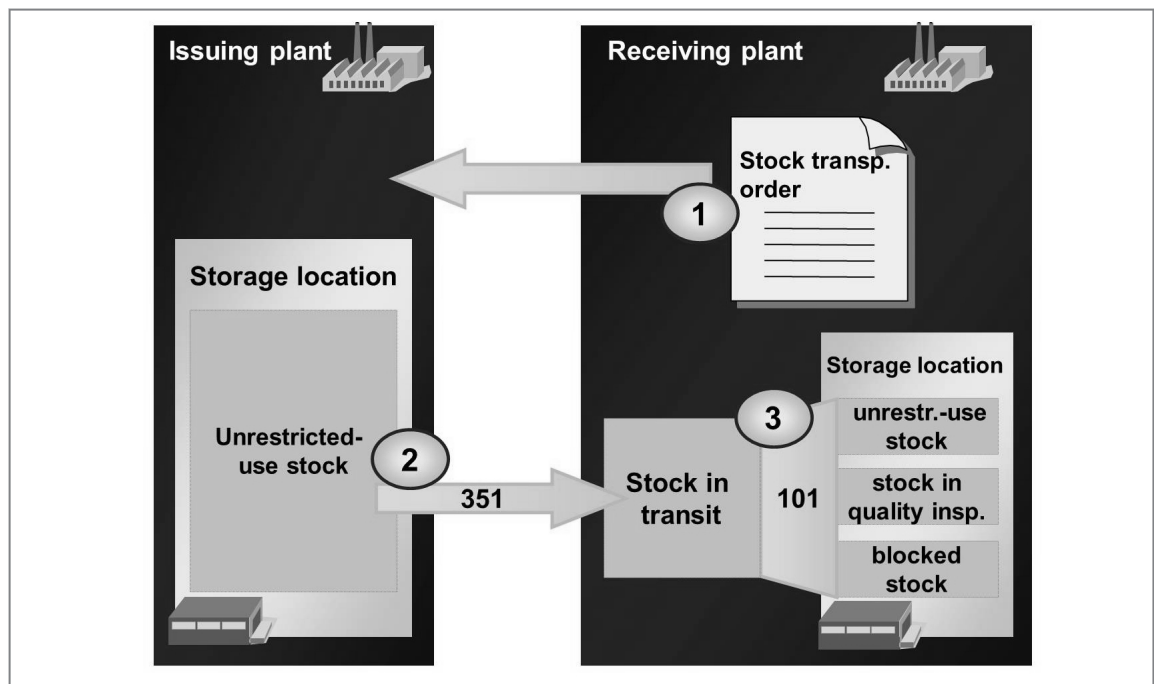 Issuing plant
Receiving plant
Stock transp.
order
1
Storage location
Unrestricted-
use stock
2
351
Stock in
transit
3
101
Storage location
unrestr.-use
stock
stock in
quality insp.
blocked
stock